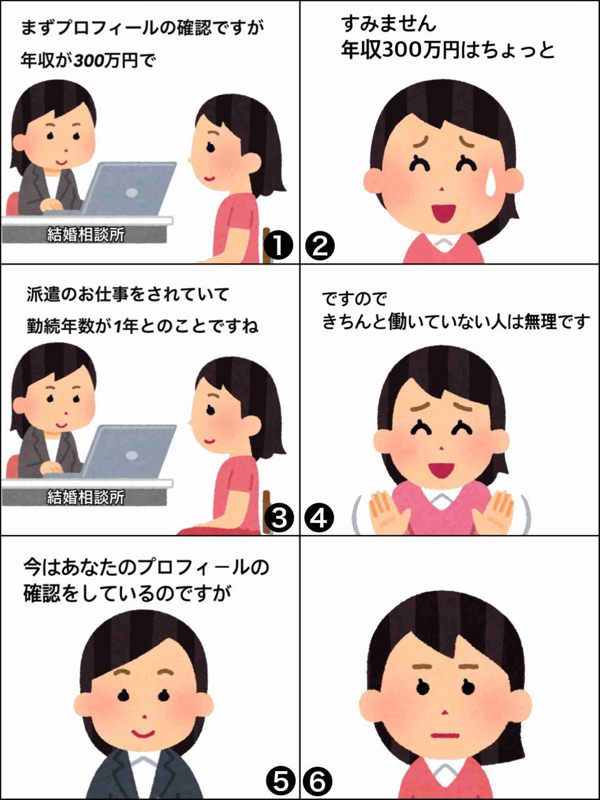 まずプロフィールの確認ですが
年収が300万円で
結婚相談所
❶
すみません
年収300万円はちょっと
❷
派遣のお仕事をされていて
勤続年数が1年とのことですね
結婚相談所
❸
ですので
きちんと働いていない人は無理です
❹
今はあなたのプロフィールの
確認をしているのですが
❺
❻